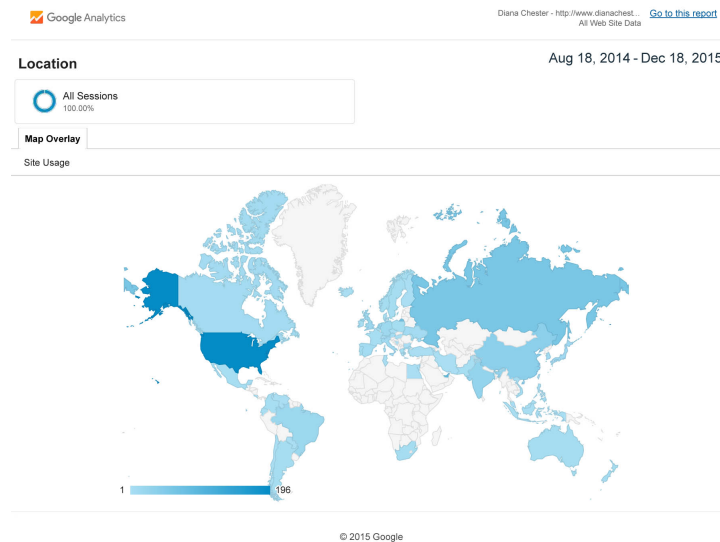 Google Analytics
Diana Chester - http://www.dianachest...
All Web Site Data
Go to this report
Location
Aug 18, 2014 - Dec 18, 2015
All Sessions
100.00%
Map Overlay
Site Usage
1
196
© 2015 Google